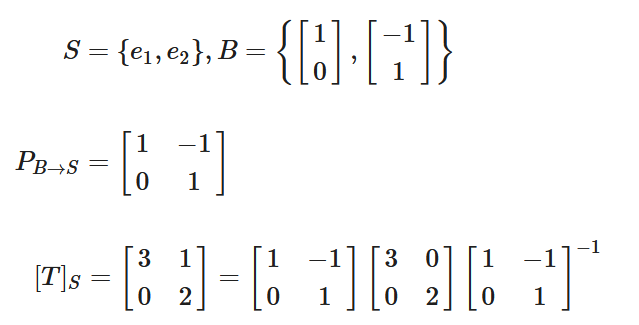 S = {e₁, e₂}, B = { [1 0], [−1 1] }
P_{B→S} = [1 −1 0 1]
[T]_S = [3 1 0 2] = [1 −1 0 1] [3 0 0 2] [1 −1 0 1]⁻¹